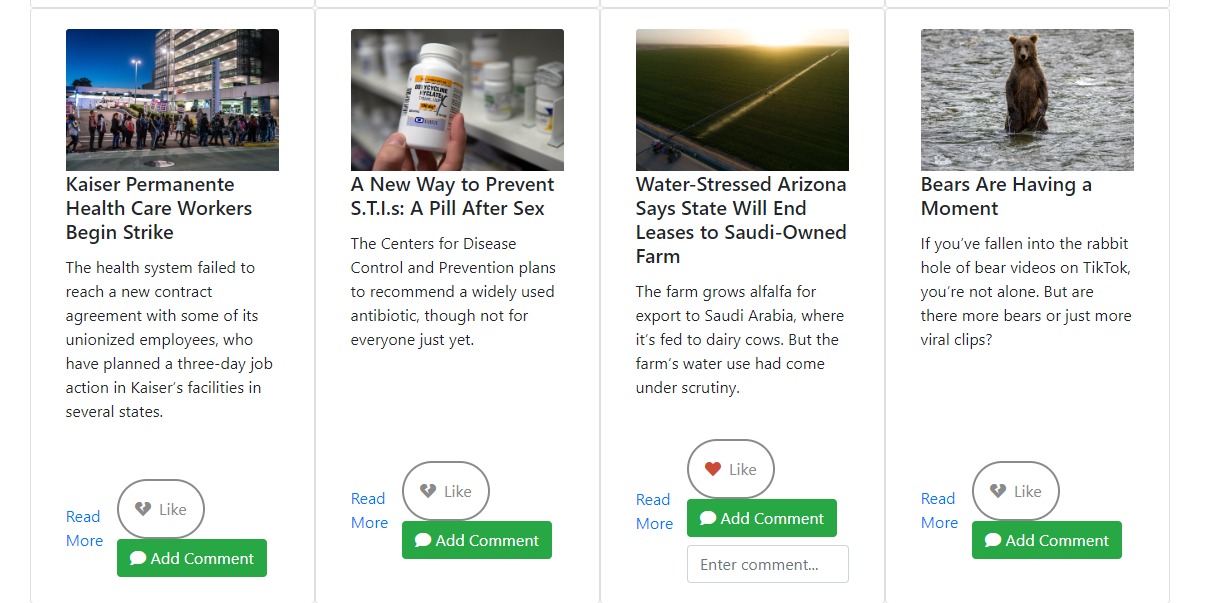 Kaiser Permanente
Health Care Workers
Begin Strike
The health system failed to
reach a new contract
agreement with some of its
unionized employees, who
have planned a three-day job
action in Kaiser's facilities in
several states.
Read
More
Like
Add Comment
A New Way to Prevent
S.T.I.s: A Pill After Sex
The Centers for Disease
Control and Prevention plans
to recommend a widely used
antibiotic, though not for
everyone just yet.
Read
More
Like
Add Comment
Water-Stressed Arizona
Says State Will End
Leases to Saudi-Owned
Farm
The farm grows alfalfa for
export to Saudi Arabia, where
it's fed to dairy cows. But the
farm's water use had come
under scrutiny.
Read
More
Like
Add Comment
Enter comment...
Bears Are Having a
Moment
If you've fallen into the rabbit
hole of bear videos on TikTok,
you're not alone. But are
there more bears or just more
viral clips?
Read
More
Like
Add Comment